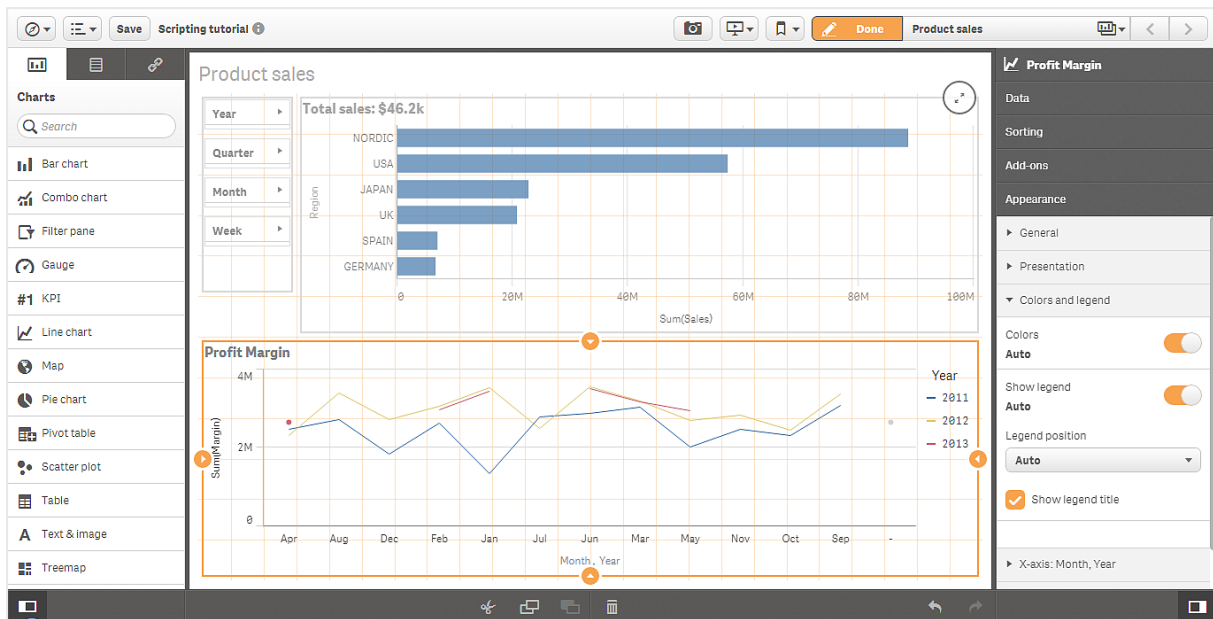 Save
Scripting tutorial
Done
Product sales
Charts
Search
Bar chart
Combo chart
Filter pane
Gauge
#1 KPI
Line chart
Map
Pie chart
Pivot table
Scatter plot
Table
A Text & image
Treemap
Product sales
Year
Quarter
Month
Week
Total sales: $46.2k
Region
NORDIC
USA
JAPAN
UK
SPAIN
GERMANY
0 20M 40M 60M 80M 100M
Sum(Sales)
Profit Margin
Sum(Margin)
4M
2M
0
Apr Aug Dec Feb Jan Jul Jun Mar May Nov Oct Sep -
Month, Year
Year
2011
2012
2013
Profit Margin
Data
Sorting
Add-ons
Appearance
General
Presentation
Colors and legend
Colors
Auto
Show legend
Auto
Legend position
Auto
Show legend title
X-axis: Month, Year